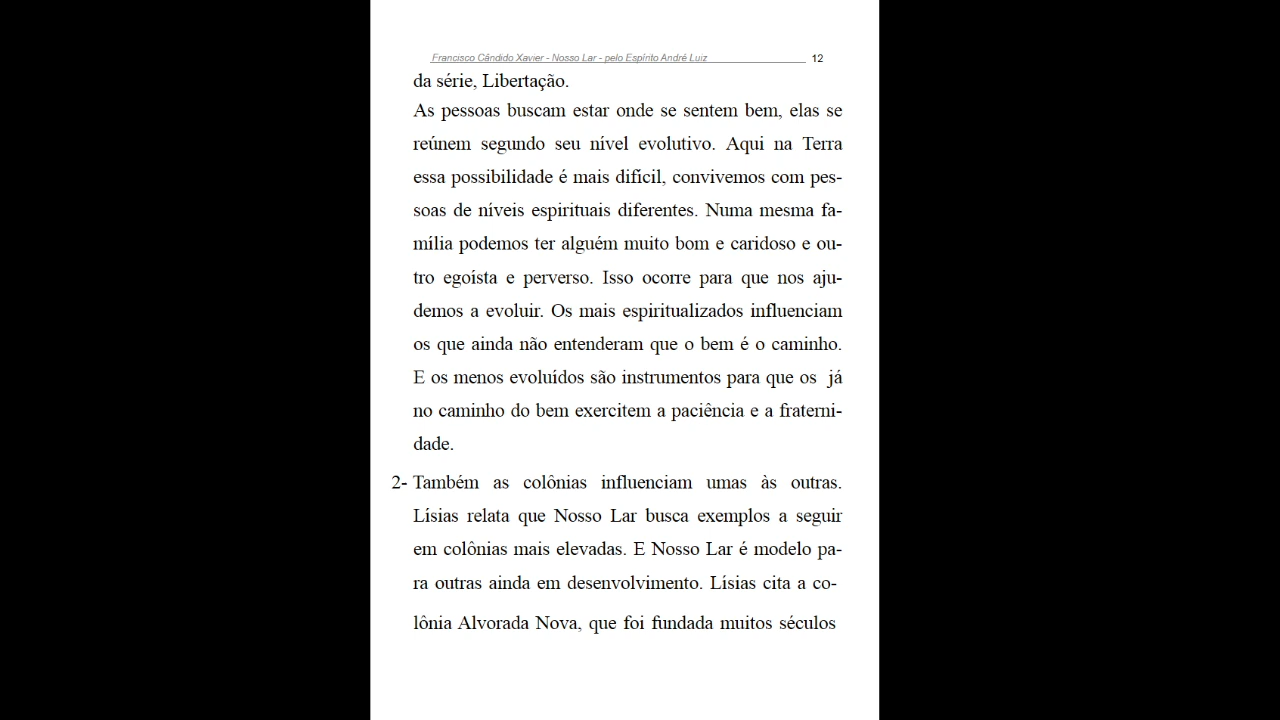 Francisco Cândido Xavier - Nosso Lar - pelo Espírito André Luiz 12
da série, Libertação.
As pessoas buscam estar onde se sentem bem, elas se
reúnem segundo seu nível evolutivo. Aqui na Terra
essa possibilidade é mais difícil, convivemos com pes-
soas de níveis espirituais diferentes. Numa mesma fa-
mília podemos ter alguém muito bom e caridoso e ou-
tro egoísta e perverso. Isso ocorre para que nos aju-
demos a evoluir. Os mais espiritualizados influenciam
os que ainda não entenderam que o bem é o caminho.
E os menos evoluídos são instrumentos para que os já
no caminho do bem exercitem a paciência e a fraterni-
dade.
2- Também as colônias influenciam umas às outras.
Lísias relata que Nosso Lar busca exemplos a seguir
em colônias mais elevadas. E Nosso Lar é modelo pa-
ra outras ainda em desenvolvimento. Lísias cita a co-
lônia Alvorada Nova, que foi fundada muitos séculos